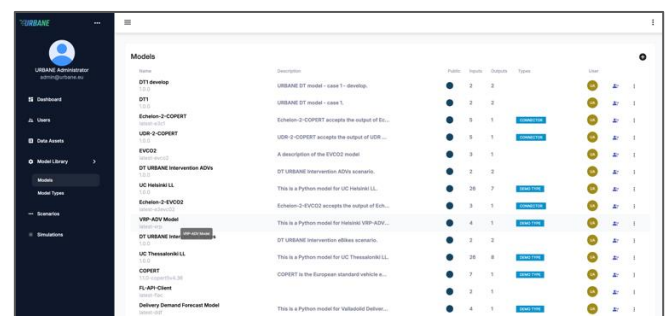 URBANE
URBANE Administrator
admin@urbane.eu
Dashboard
Users
Data Assets
Model Library
Models
Model Types
Scenarios
Simulations
Models
Name Description Public Inputs Outputs Types User
DT1 develop
1.0.0
URBANE DT model - case 1 - develop. 3 2
DT1
1.0.0
URBANE DT model - case 1. 3 2
Echelon-2-COPERT
Echelon-2-COPERT accepts the output of Ec... 5 1 CONNECTOR
UDR-2-COPERT
UDR-2-COPERT accepts the output of UDR ... 5 1 CONNECTOR
EVCO2
A description of the EVCO2 model 3 1
DT URBANE Intervention ADVs
1.0.0
DT URBANE Intervention ADVs scenario. 2 2
UC Helsinki LL
1.0.0
This is a Python model for UC Helsinki LL. 26 7 DEMO TYPE
Echelon-2-EVCO2
Echelon-2-EVCO2 accepts the output of Ech... 3 1 CONNECTOR
VRP-ADV Model
This is a Python model for Helsinki VRP-ADV... 4 1 DEMO TYPE
VRP-ADV Model
DT URBANE Inter
1.0.0
DT URBANE Intervention eBikes scenario. 2 2
UC Thessaloniki LL
1.0.0
This is a Python model for UC Thessaloniki LL. 26 8 DEMO TYPE
COPERT
COPERT is the European standard vehicle e... 7 1 DEMO TYPE
FL-API-Client
2 1
Delivery Demand Forecast Model
This is a Python model for Valladolid Deliver... 4 1 DEMO TYPE